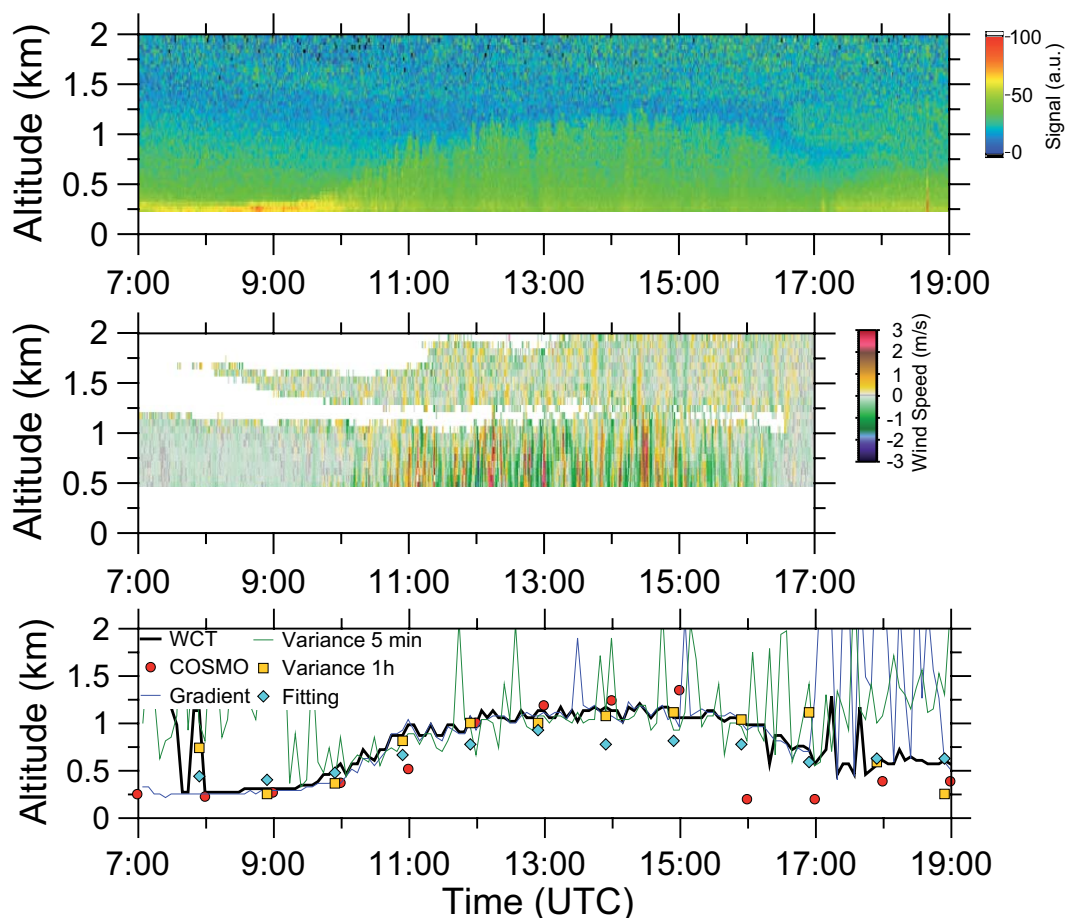 2
1.5
1
0.5
0
Altitude (km)
7:00 9:00 11:00 13:00 15:00 17:00 19:00
100
50
0
Signal (a.u.)
2
1.5
1
0.5
0
Altitude (km)
7:00 9:00 11:00 13:00 15:00 17:00
3
2
1
0
-1
-2
-3
Wind Speed (m/s)
2
1.5
1
0.5
0
Altitude (km)
WCT
COSMO
Gradient
Variance 5 min
Variance 1h
Fitting
7:00 9:00 11:00 13:00 15:00 17:00 19:00
Time (UTC)